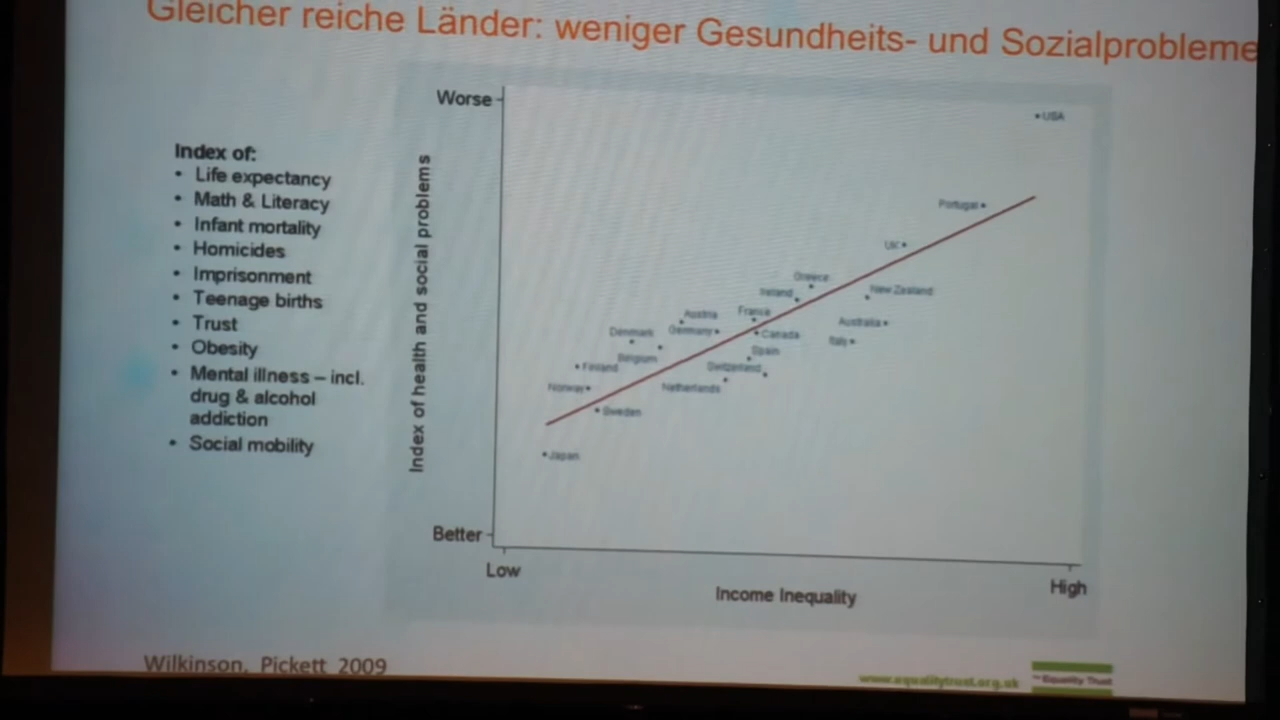 Gleicher reiche Länder: weniger Gesundheits- und Sozialprobleme
Index of:
• Life expectancy
• Math & Literacy
• Infant mortality
• Homicides
• Imprisonment
• Teenage births
• Trust
• Obesity
• Mental illness – incl.
drug & alcohol
addiction
• Social mobility
Index of health and social problems
Worse
USA
Portugal
UK
Greece
Ireland
New Zealand
Austria
France
Australia
Denmark
Germany
Canada
Italy
Belgium
Spain
Finland
Switzerland
Norway
Netherlands
Sweden
Japan
Better
Low
High
Income Inequality
Wilkinson, Pickett 2009
www.equalitytrust.org.uk
The Equality Trust